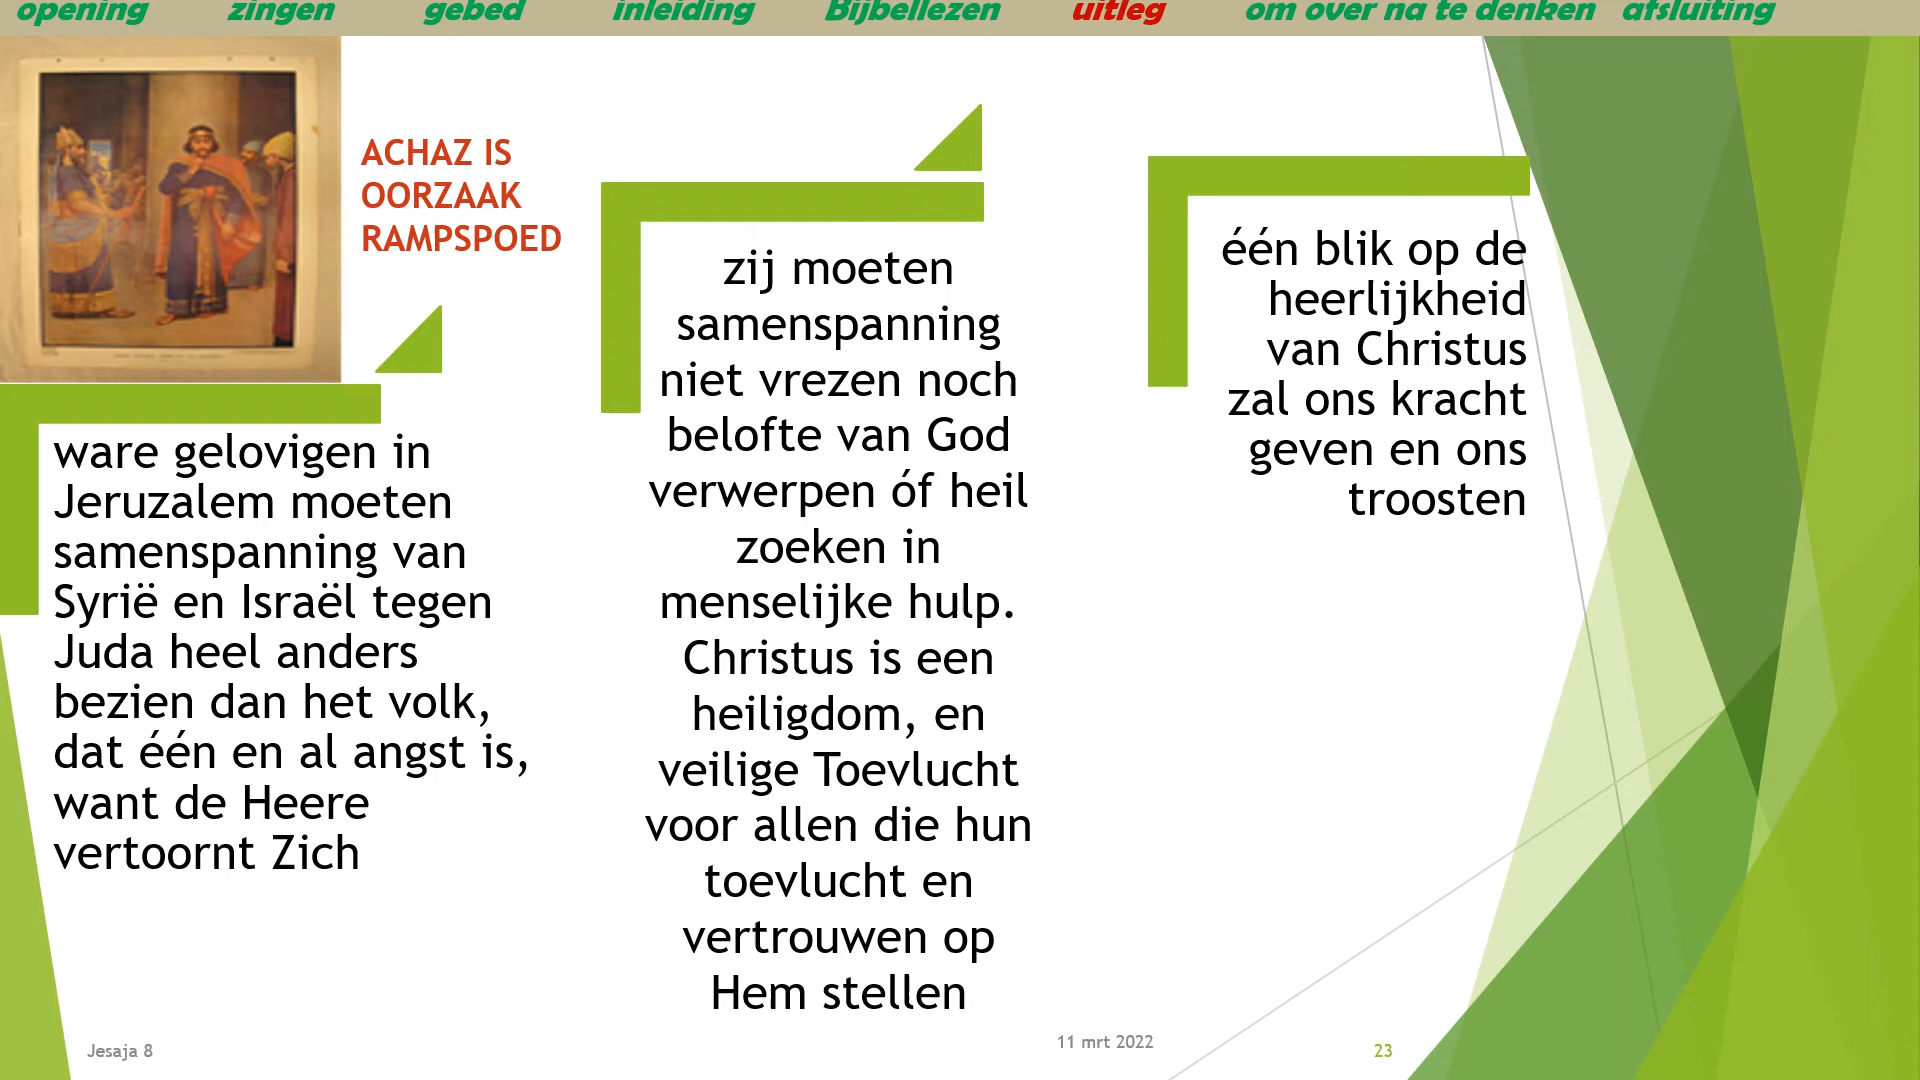 opening zingen gebed inleiding Bijbellezen uitleg om over na te denken afsluiting
ACHAZ IS
OORZAAK
RAMPSPOED
ware gelovigen in
Jeruzalem moeten
samenspanning van
Syrië en Israël tegen
Juda heel anders
bezien dan het volk,
dat één en al angst is,
want de Heere
vertoornt Zich
zij moeten
samenspanning
niet vrezen noch
belofte van God
verwerpen óf heil
zoeken in
menselijke hulp.
Christus is een
heiligdom, en
veilige Toevlucht
voor allen die hun
toevlucht en
vertrouwen op
Hem stellen
één blik op de
heerlijkheid
van Christus
zal ons kracht
geven en ons
troosten
Jesaja 8
11 mrt 2022
23